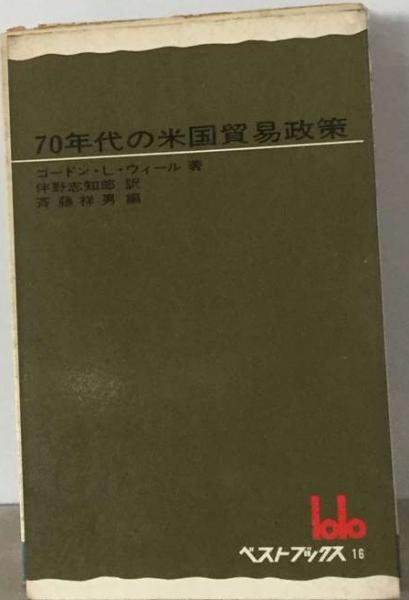 70年代の米国貿易政策
ゴードン・L・ウィール 著
伴野志知郎 訳
斉藤祥男 編
bb
ベストブックス 16